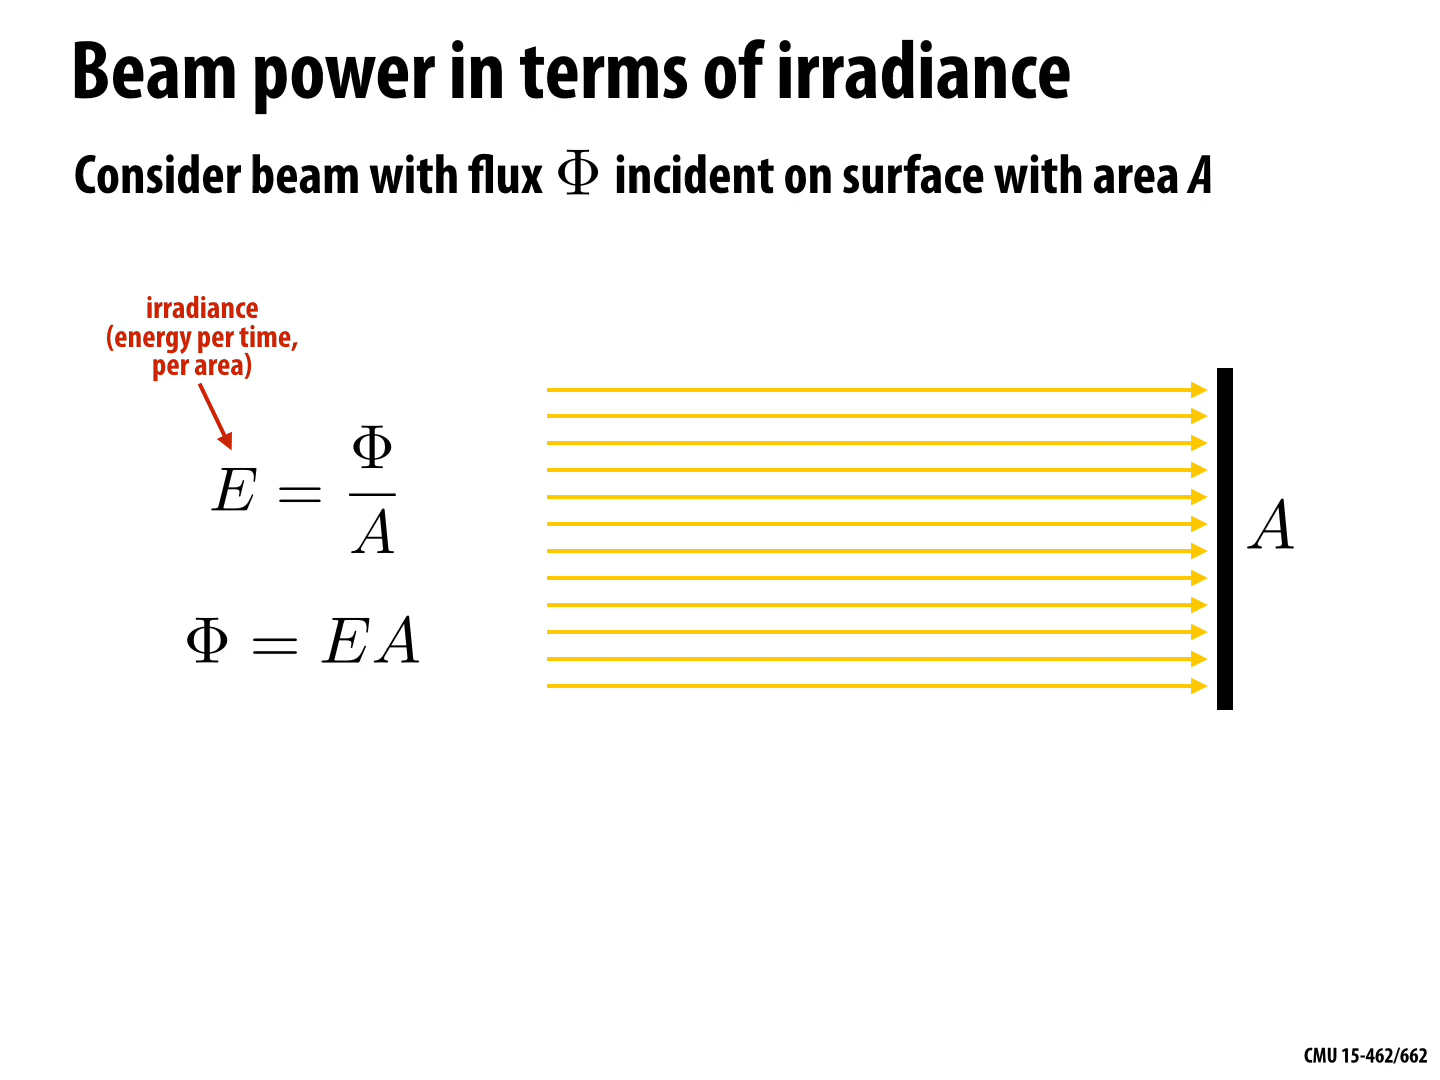 Beam power in terms of irradiance
Consider beam with flux Φ incident on surface with area A
irradiance
(energy per time,
per area)
E = Φ/A
Φ = EA
A
CMU 15-462/662